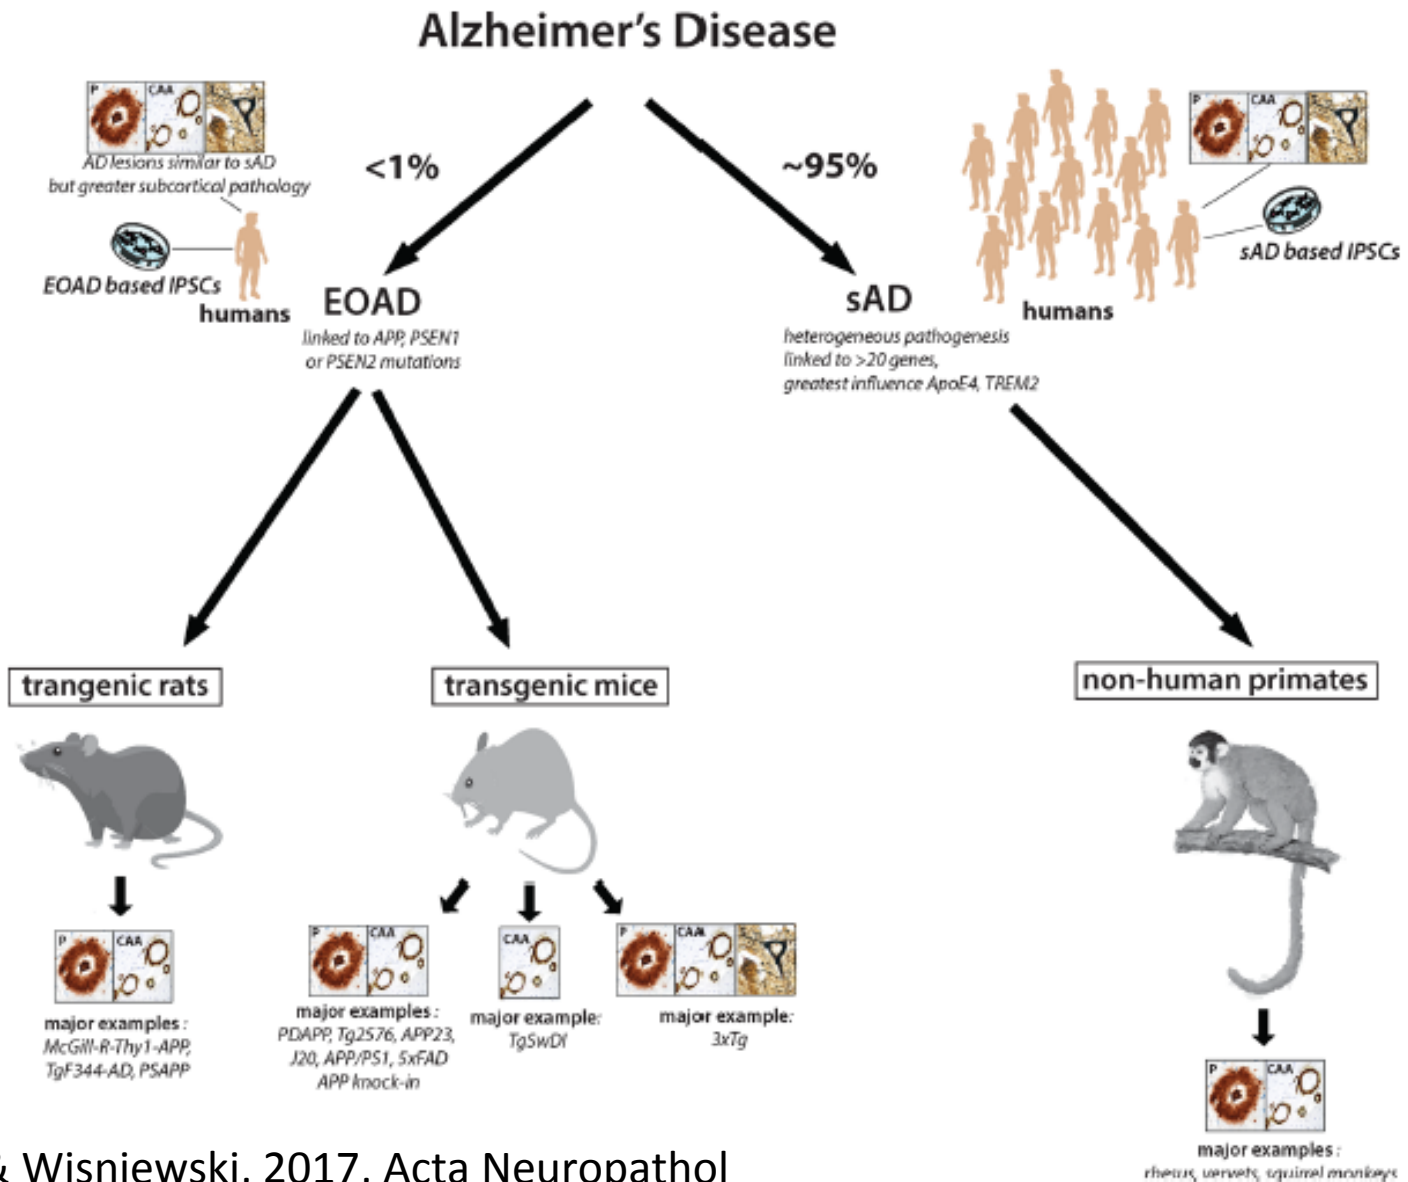 Alzheimer's Disease
P CAA
AD lesions similar to sAD
but greater subcortical pathology
<1%
~95%
P CAA
EOAD based IPSCs
humans
sAD based IPSCs
humans
EOAD
linked to APP, PSEN1
or PSEN2 mutations
sAD
heterogeneous pathogenesis
linked to >20 genes,
greatest influence ApoE4, TREM2
trangenic rats
transgenic mice
non-human primates
P CAA
major examples :
McGill-R-Thy1-APP,
TgF344-AD, PSAPP
P CAA
major examples :
PDAPP, Tg2576, APP23,
J20, APP/PS1, 5xFAD
APP knock-in
CAA
major example:
TgSwDI
P CAA
major example:
3xTg
P CAA
major examples :
rhesus, vervets, squirrel monkeys
& Wisniewski, 2017, Acta Neuropathol